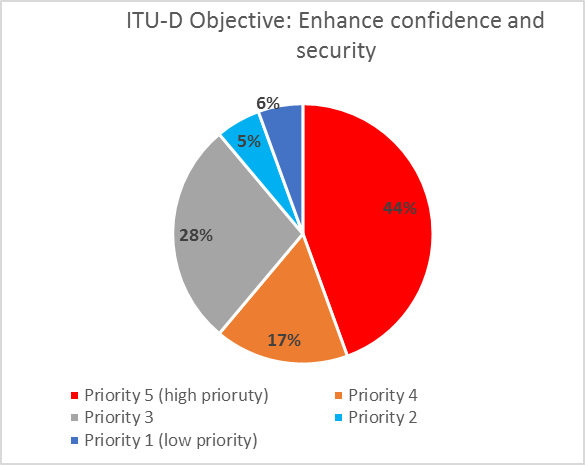 ITU-D Objective: Enhance confidence and
security
6%
5%
44%
28%
17%
Priority 5 (high prioruty)
Priority 4
Priority 3
Priority 2
Priority 1 (low priority)